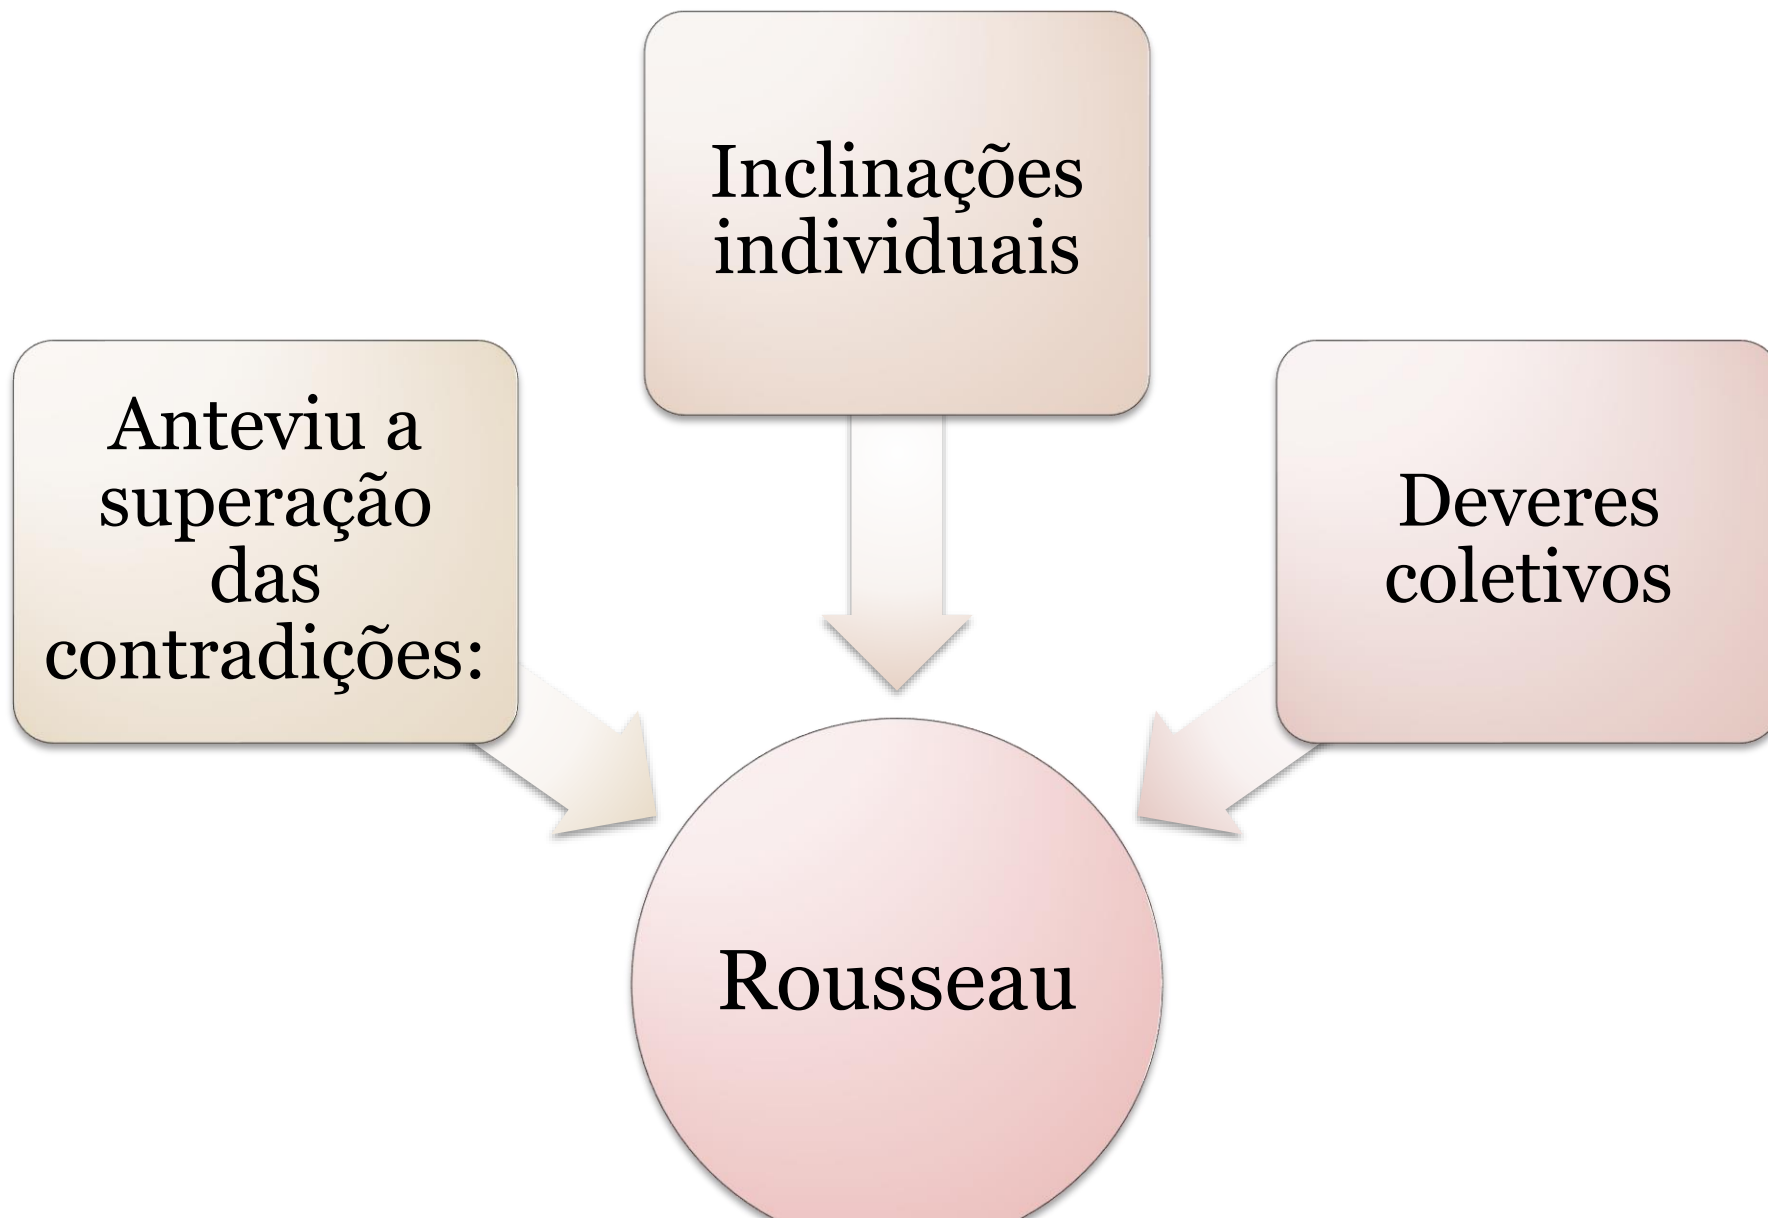 Inclinações
individuais
Anteviu a
superação
das
contradições:
Deveres
coletivos
Rousseau